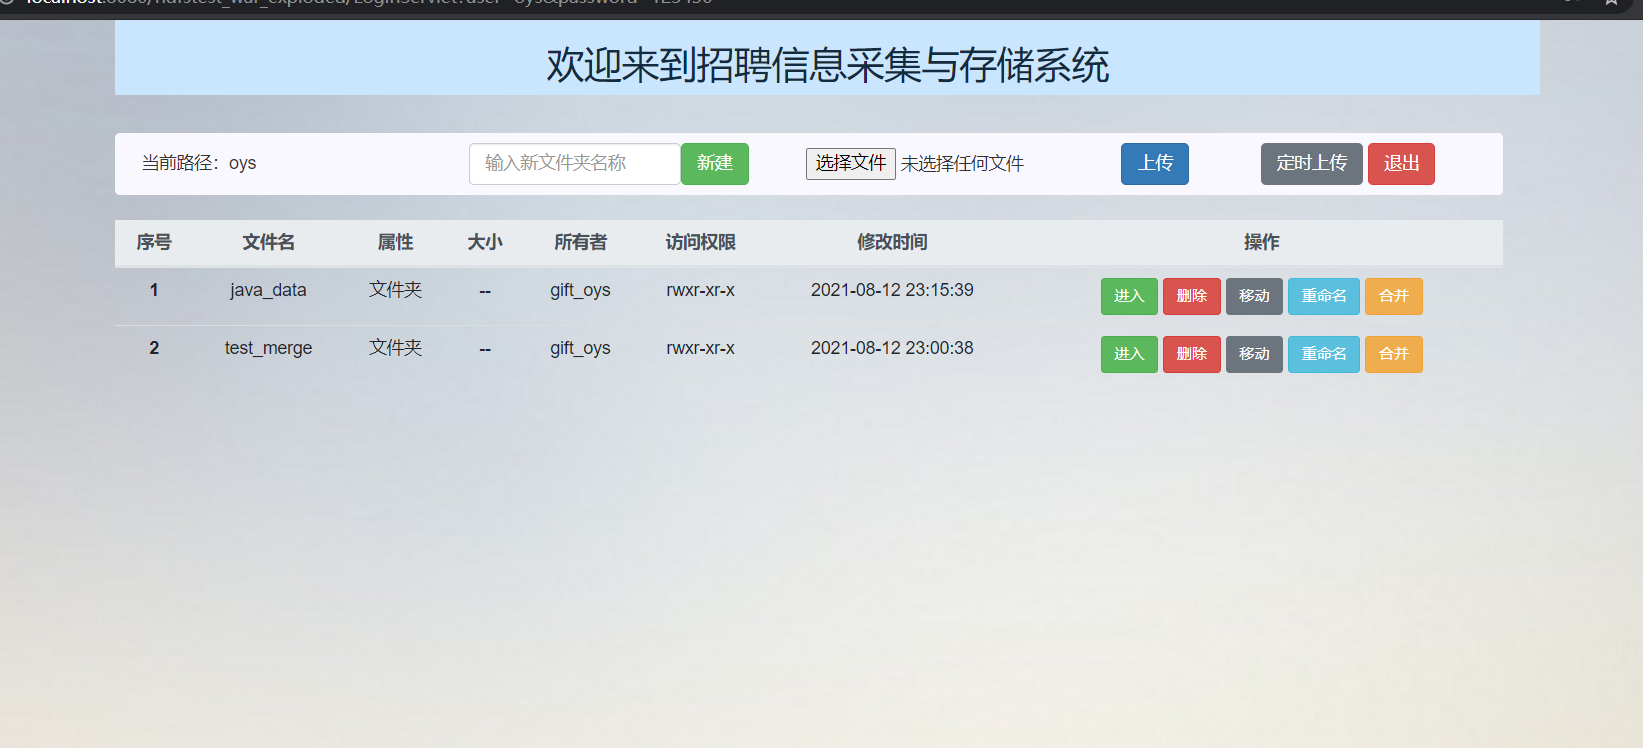 欢迎来到招聘信息采集与存储系统
当前路径：oys 输入新文件夹名称 新建 选择文件 未选择任何文件 上传 定时上传 退出
序号 文件名 属性 大小 所有者 访问权限 修改时间 操作
1 java_data 文件夹 -- gift_oys rwxr-xr-x 2021-08-12 23:15:39 进入 删除 移动 重命名 合并
2 test_merge 文件夹 -- gift_oys rwxr-xr-x 2021-08-12 23:00:38 进入 删除 移动 重命名 合并